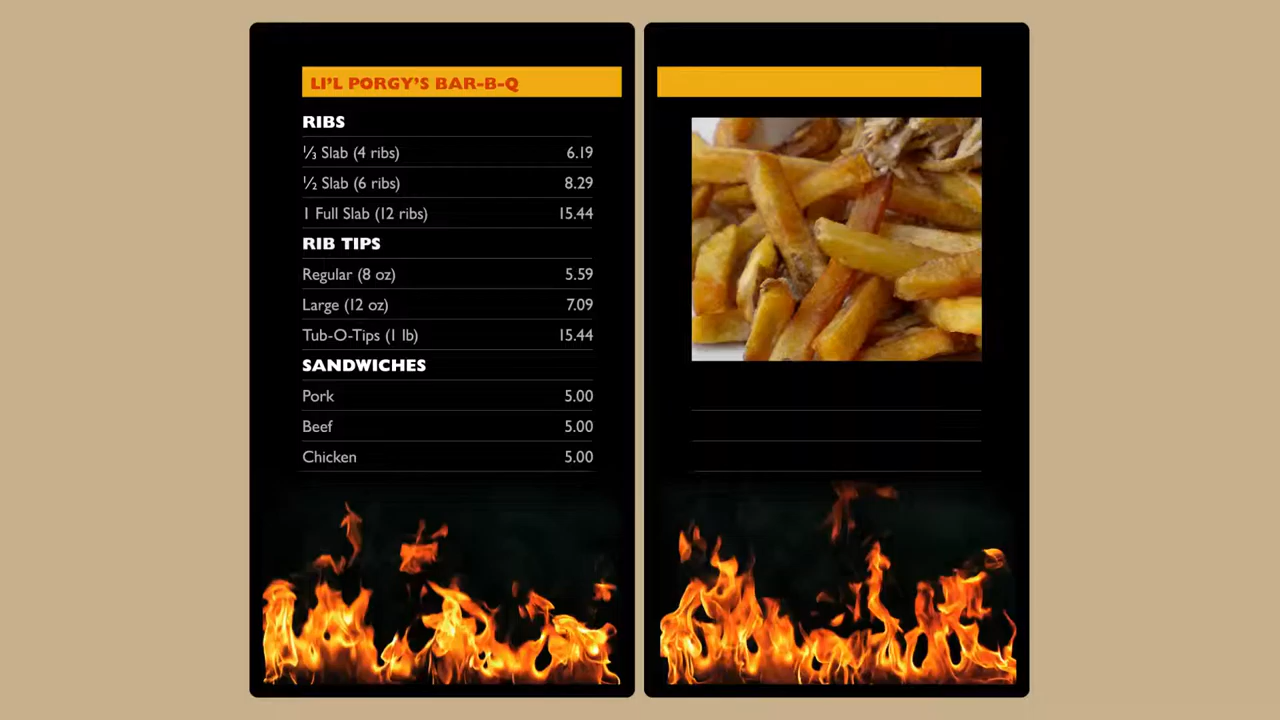 LI'L PORGY'S BAR-B-Q
RIBS
⅓ Slab (4 ribs) 6.19
½ Slab (6 ribs) 8.29
1 Full Slab (12 ribs) 15.44
RIB TIPS
Regular (8 oz) 5.59
Large (12 oz) 7.09
Tub-O-Tips (1 lb) 15.44
SANDWICHES
Pork 5.00
Beef 5.00
Chicken 5.00